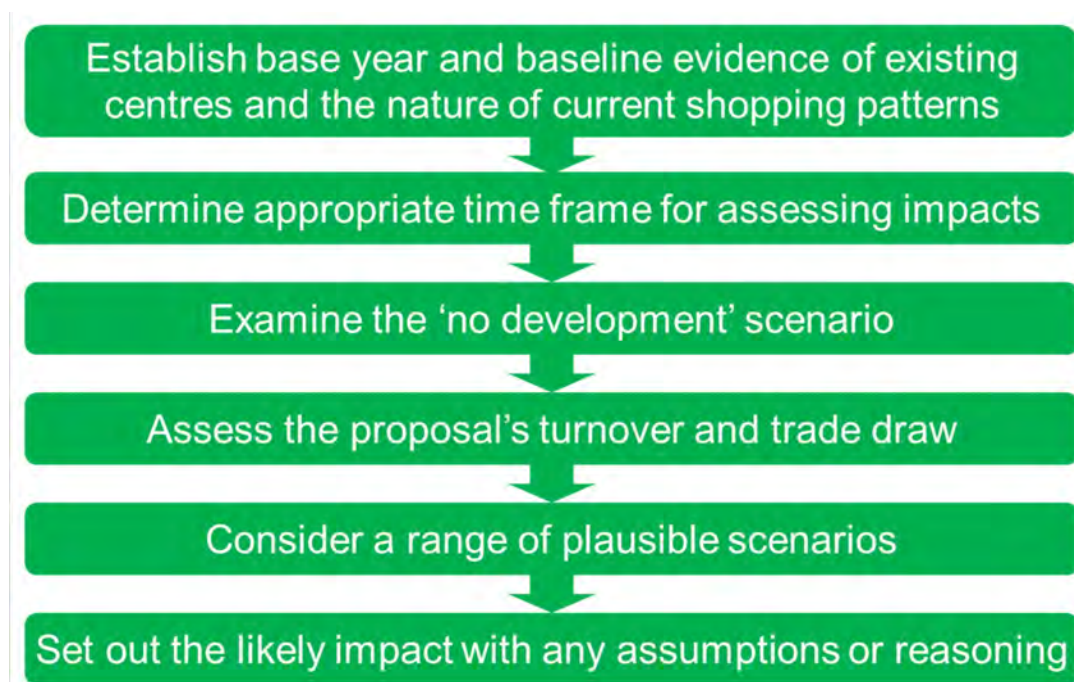 Establish base year and baseline evidence of existing
centres and the nature of current shopping patterns
Determine appropriate time frame for assessing impacts
Examine the ‘no development’ scenario
Assess the proposal’s turnover and trade draw
Consider a range of plausible scenarios
Set out the likely impact with any assumptions or reasoning